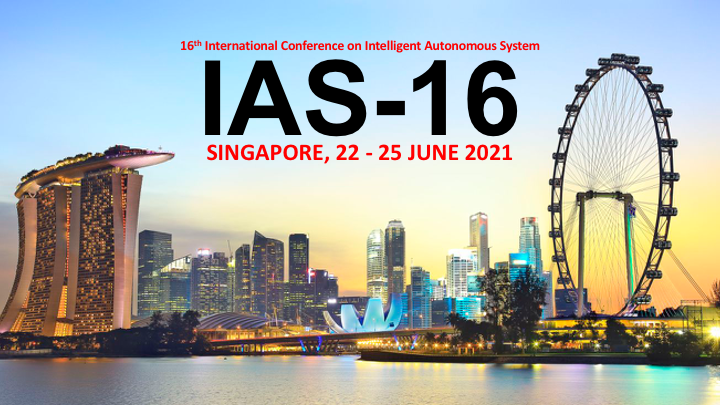 16th International Conference on Intelligent Autonomous System
IAS-16
SINGAPORE, 22 - 25 JUNE 2021